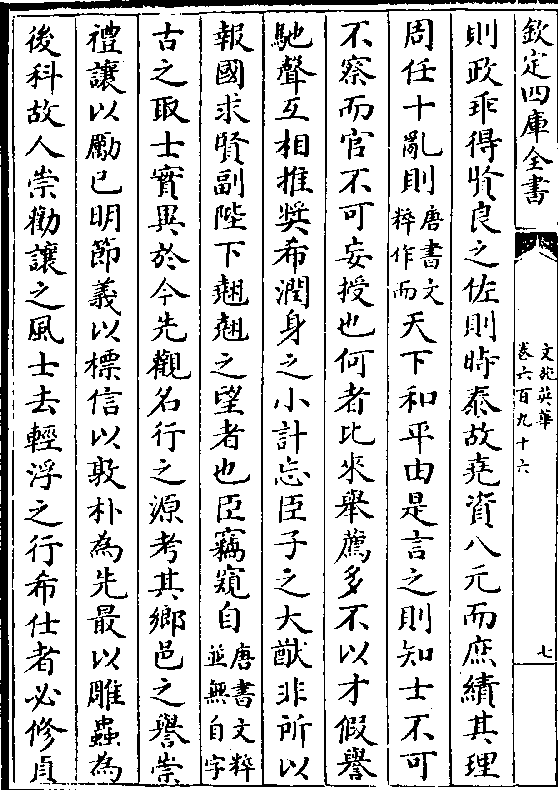 欽定四庫全書
文苑英華
卷六百九十六
七
則政乖得賢良之佐則時泰故堯資八元而庶績其理
周任十亂則唐書文粹作而天下和平由是言之則知士不可
不察而官不可妄授也何者比來舉薦多不以才假譽
馳聲互相推奬希潤身之小計忘臣子之大猷非所以
報國求賢副陛下翹翹之望者也臣竊窺自唐書文粹並無自字
古之取士實異於今先觀名行之源考其鄉邑之譽崇
禮讓以勵已明節義以標信以敦朴為先最以雕蟲為
後科故人崇勸讓之風士去輕浮之行希仕者必修貞